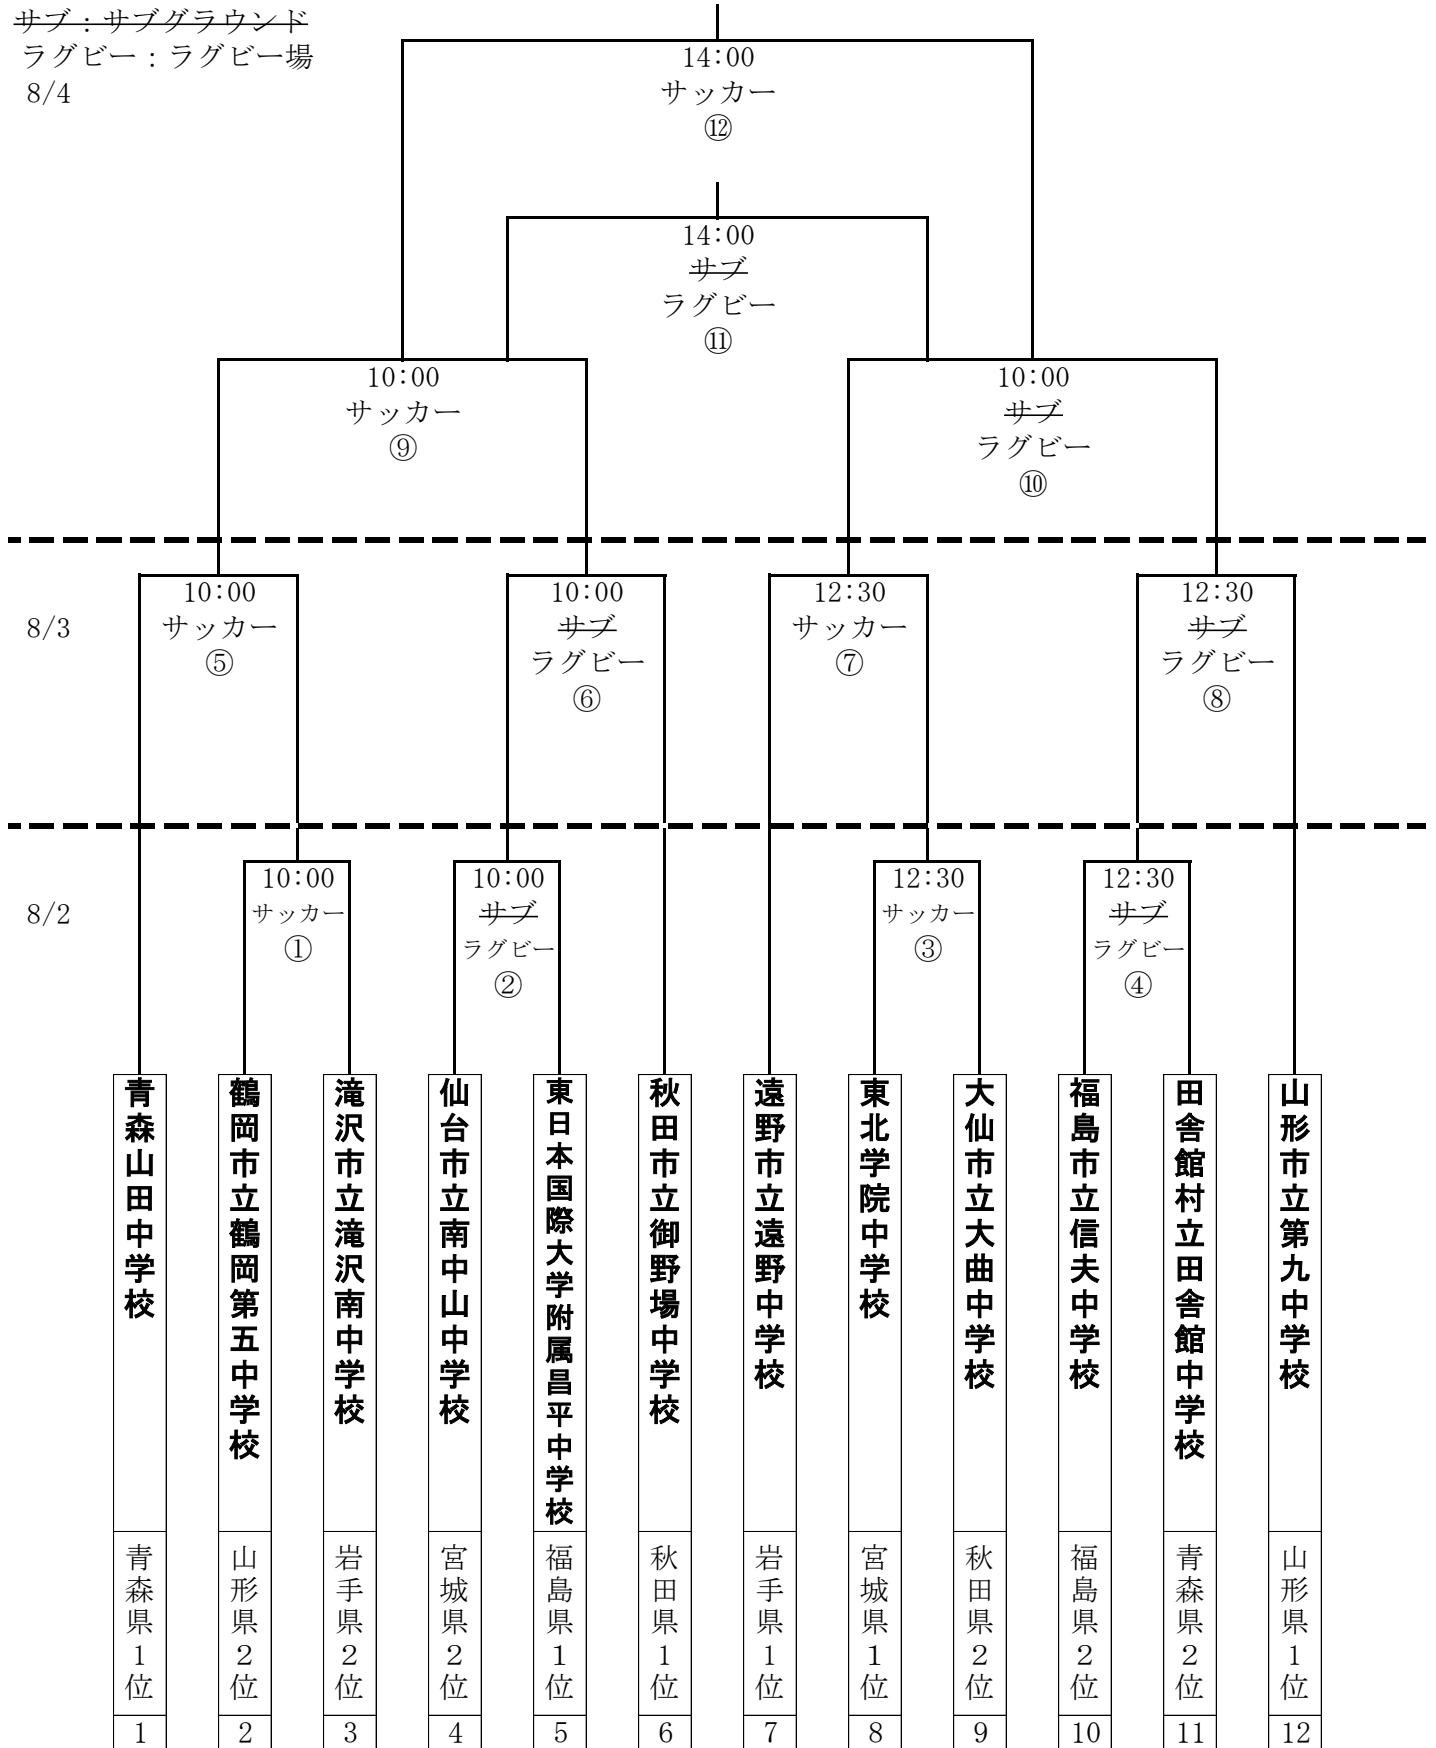 サブ：サブグラウンド
ラグビー：ラグビー場
8/4
14:00
サッカー
⑫
14:00
サブ
ラグビー
⑪
10:00
サッカー
⑨
10:00
サブ
ラグビー
⑩
8/3
10:00
サッカー
⑤
10:00
サブ
ラグビー
⑥
12:30
サッカー
⑦
12:30
サブ
ラグビー
⑧
8/2
10:00
サッカー
①
10:00
サブ
ラグビー
②
12:30
サッカー
③
12:30
サブ
ラグビー
④
青森山田中学校
青森県1位
1
鶴岡市立鶴岡第五中学校
山形県2位
2
滝沢市立滝沢南中学校
岩手県2位
3
仙台市立南中山中学校
宮城県2位
4
東日本国際大学附属昌平中学校
福島県1位
5
秋田市立御野場中学校
秋田県1位
6
遠野市立遠野中学校
岩手県1位
7
東北学院中学校
宮城県1位
8
大仙市立大曲中学校
秋田県2位
9
福島市立信夫中学校
福島県2位
10
田舎館村立田舎館中学校
青森県2位
11
山形市立第九中学校
山形県1位
12